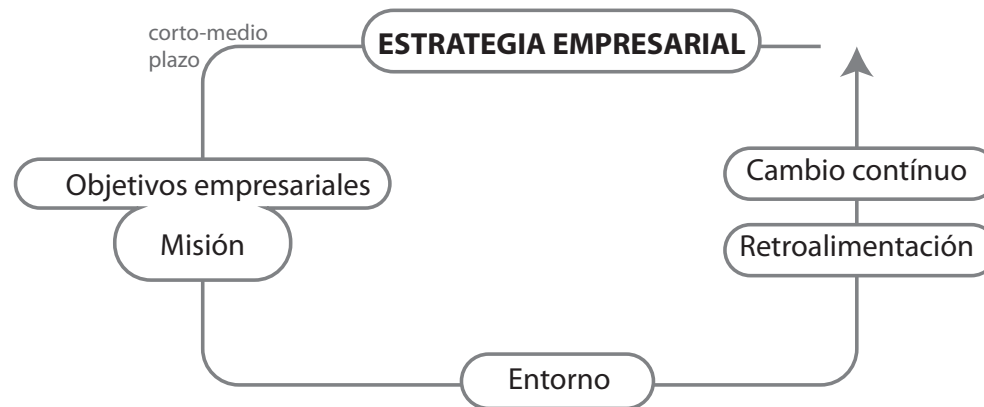 corto-medio
plazo
ESTRATEGIA EMPRESARIAL
Objetivos empresariales
Misión
Cambio contínuo
Retroalimentación
Entorno